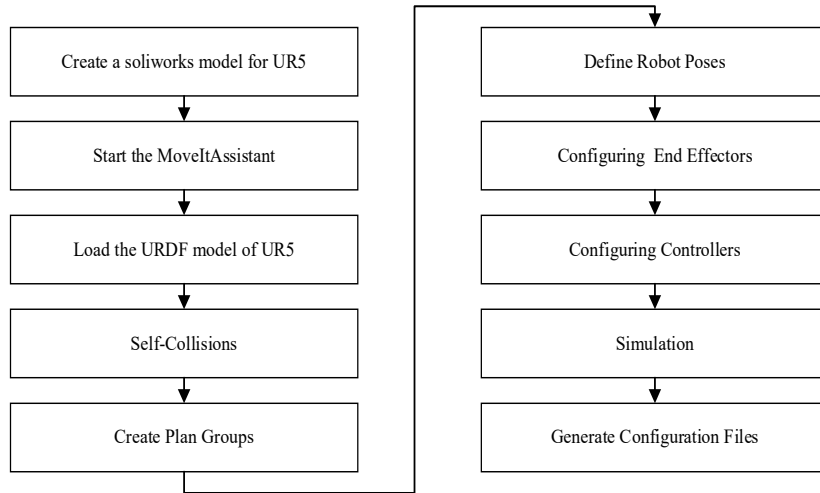 Create a soliworks model for UR5
Start the MoveItAssistant
Load the URDF model of UR5
Self-Collisions
Create Plan Groups
Define Robot Poses
Configuring End Effectors
Configuring Controllers
Simulation
Generate Configuration Files